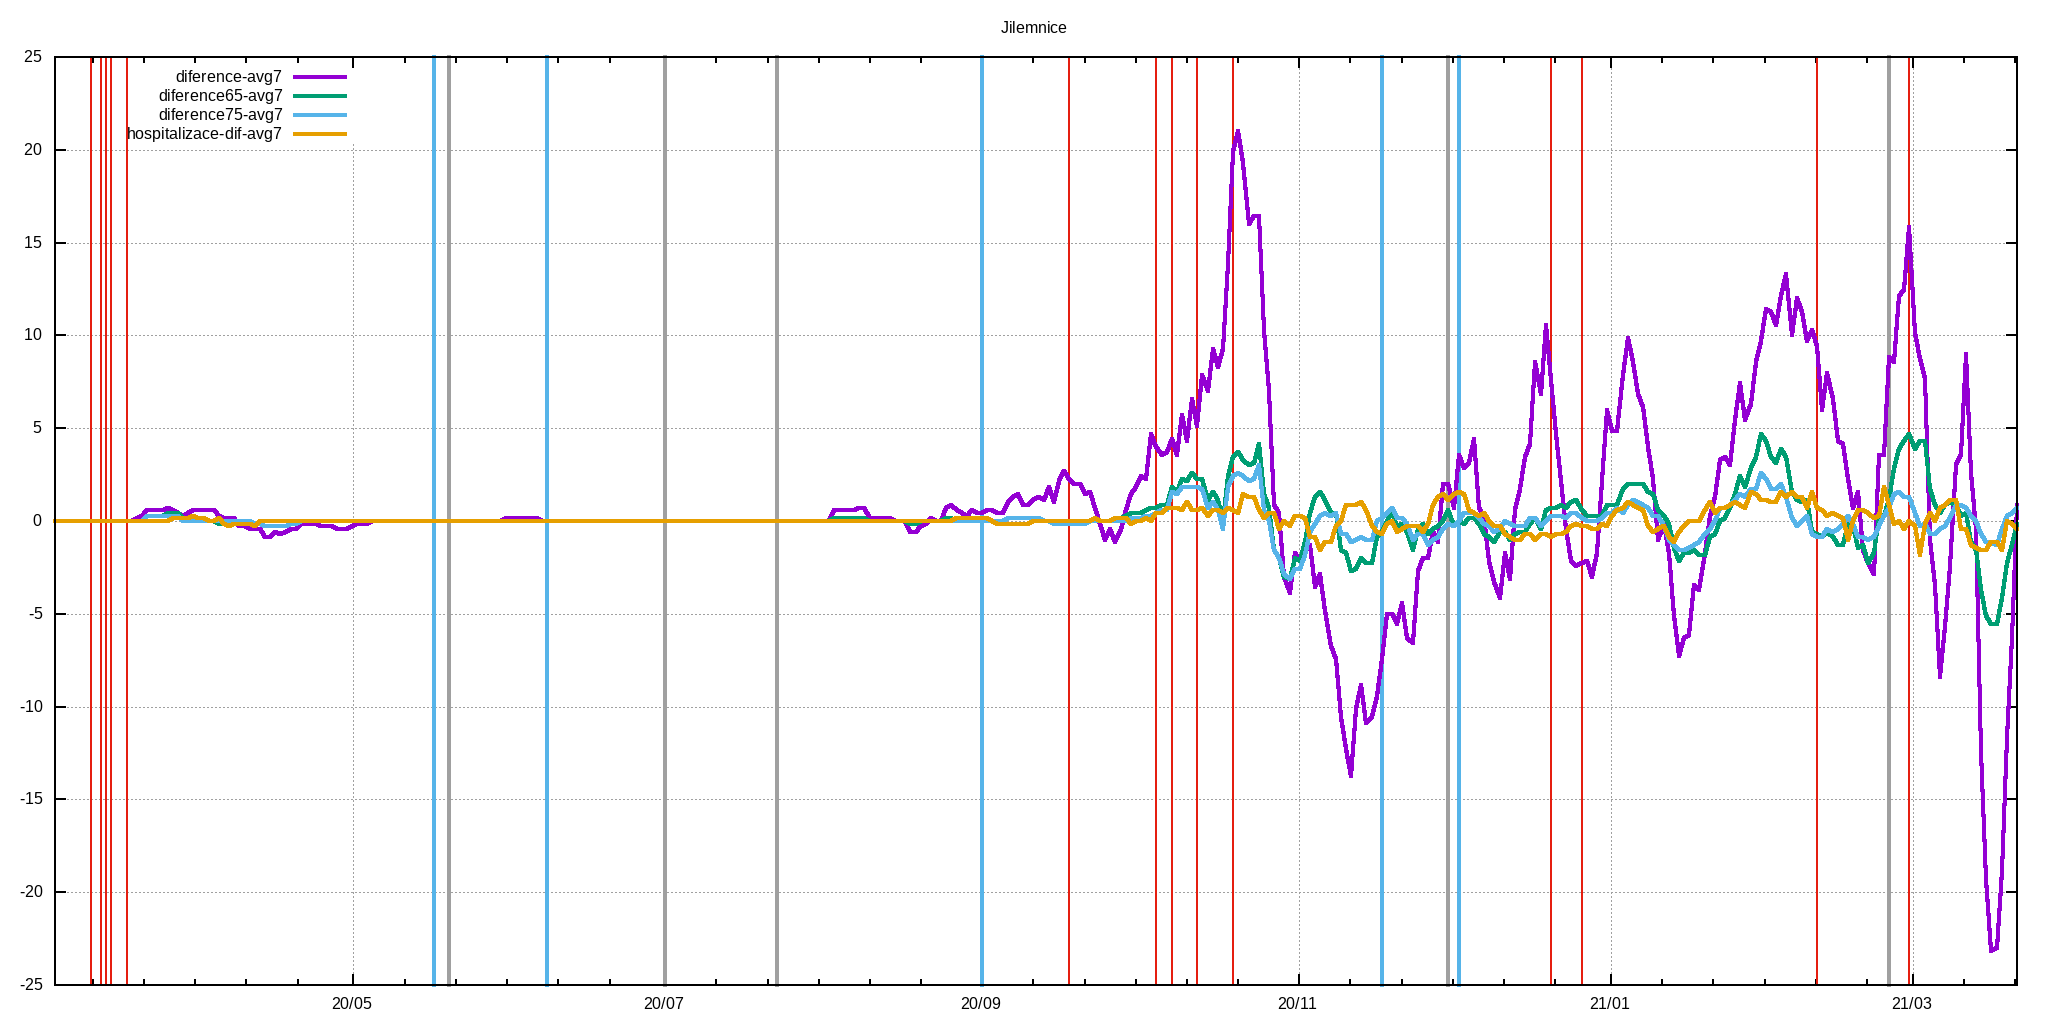 Jilemnice
25
diference-avg7
diference65-avg7
diference75-avg7
hospitalizace-dif-avg7
20
15
10
5
0
-5
-10
-15
-20
-25
20/05 20/07 20/09 20/11 21/01 21/03